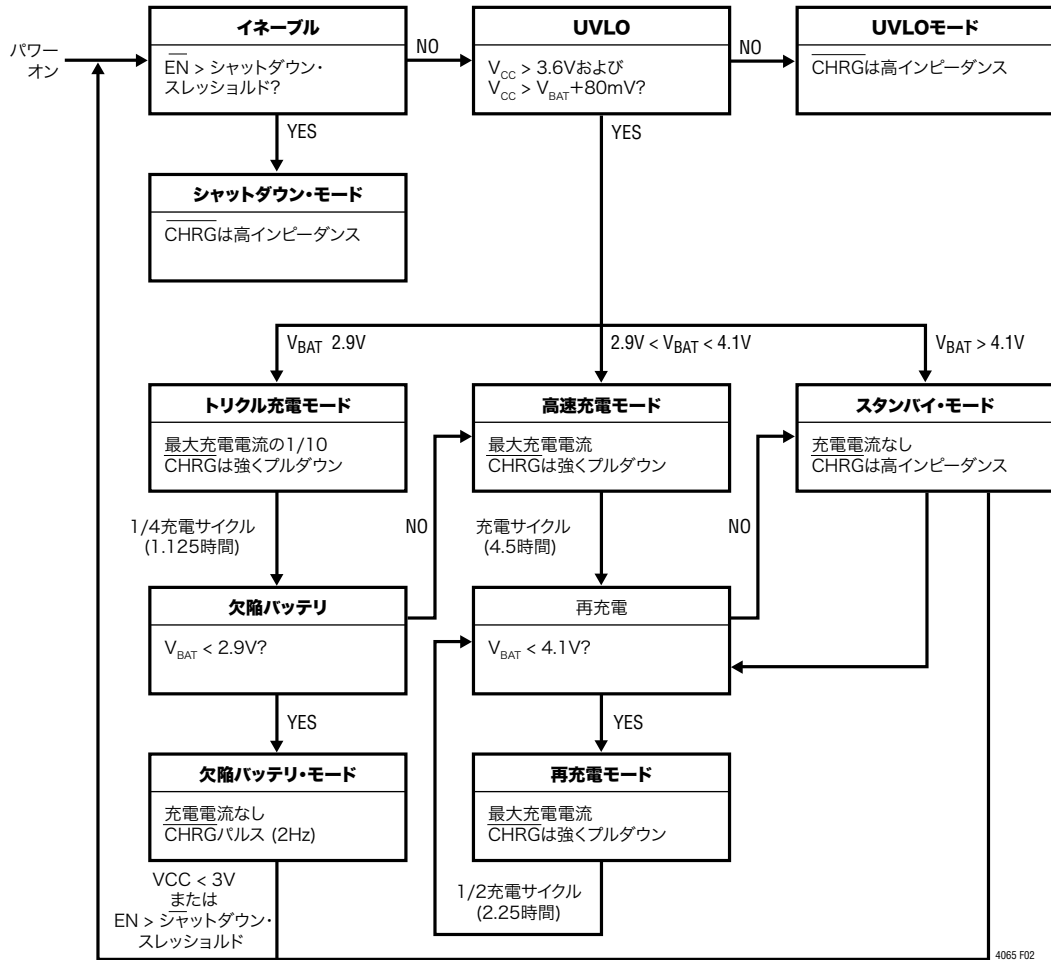 パワー
オン
イネーブル
EN > シャットダウン・
スレッショルド?
NO
UVLO
VCC > 3.6Vおよび
VCC > VBAT+80mV?
NO
UVLOモード
CHRGは高インピーダンス
YES
YES
シャットダウン・モード
CHRGは高インピーダンス
VBAT 2.9V
2.9V < VBAT < 4.1V
VBAT > 4.1V
トリクル充電モード
最大充電電流の1/10
CHRGは強くプルダウン
高速充電モード
最大充電電流
CHRGは強くプルダウン
スタンバイ・モード
充電電流なし
CHRGは高インピーダンス
1/4充電サイクル
(1.125時間)
NO
充電サイクル
(4.5時間)
NO
欠陥バッテリ
VBAT < 2.9V?
再充電
VBAT < 4.1V?
YES
YES
欠陥バッテリ・モード
充電電流なし
CHRGパルス (2Hz)
再充電モード
最大充電電流
CHRGは強くプルダウン
VCC < 3V
または
EN > シャットダウン・
スレッショルド
1/2充電サイクル
(2.25時間)
4065 F02